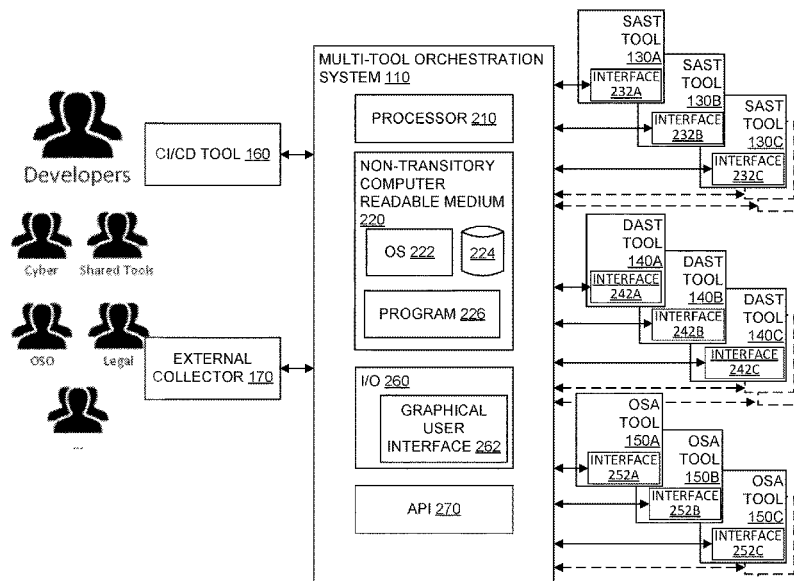 Developers
Cyber
Shared Tools
OSO
Legal
...
CI/CD TOOL 160
EXTERNAL
COLLECTOR 170
MULTI-TOOL ORCHESTRATION
SYSTEM 110
PROCESSOR 210
NON-TRANSITORY
COMPUTER
READABLE MEDIUM
220
OS 222
224
PROGRAM 226
I/O 260
GRAPHICAL
USER
INTERFACE 262
API 270
SAST
TOOL
130A
INTERFACE
232A
SAST
TOOL
130B
INTERFACE
232B
SAST
TOOL
130C
INTERFACE
232C
DAST
TOOL
140A
INTERFACE
242A
DAST
TOOL
140B
INTERFACE
242B
DAST
TOOL
140C
INTERFACE
242C
OSA
TOOL
150A
INTERFACE
252A
OSA
TOOL
150B
INTERFACE
252B
OSA
TOOL
150C
INTERFACE
252C